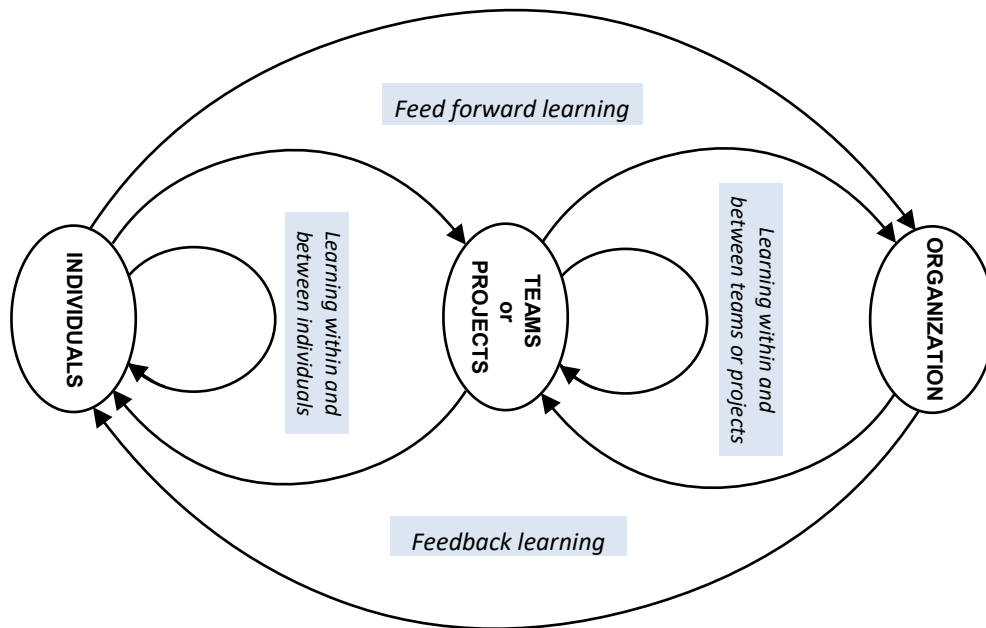 Feed forward learning
INDIVIDUALS
Learning within and
between individuals
TEAMS
or
PROJECTS
Learning within and
between teams or projects
ORGANIZATION
Feedback learning